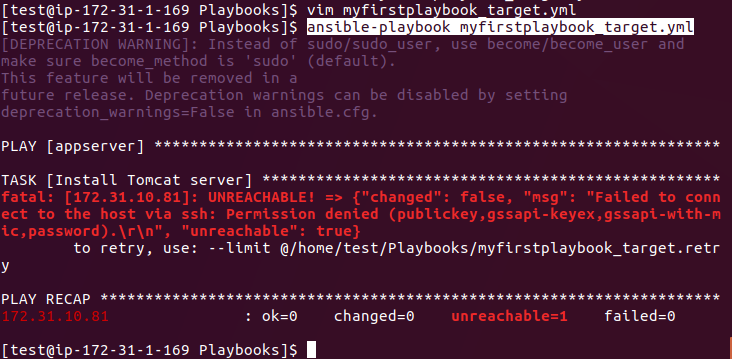 [test@ip-172-31-1-169 Playbooks]$ vim myfirstplaybook_target.yml
[test@ip-172-31-1-169 Playbooks]$ ansible-playbook myfirstplaybook_target.yml
[DEPRECATION WARNING]: Instead of sudo/sudo_user, use become/become_user and
make sure become_method is 'sudo' (default).
This feature will be removed in a
future release. Deprecation warnings can be disabled by setting
deprecation_warnings=False in ansible.cfg.
PLAY [appserver] ***************************************************************
TASK [Install Tomcat server] ***************************************************
fatal: [172.31.10.81]: UNREACHABLE! => {"changed": false, "msg": "Failed to conn
ect to the host via ssh: Permission denied (publickey,gssapi-keyex,gssapi-with-m
ic,password).\r\n", "unreachable": true}
to retry, use: --limit @/home/test/Playbooks/myfirstplaybook_target.retr
y
PLAY RECAP *********************************************************************
172.31.10.81 : ok=0 changed=0 unreachable=1 failed=0
[test@ip-172-31-1-169 Playbooks]$